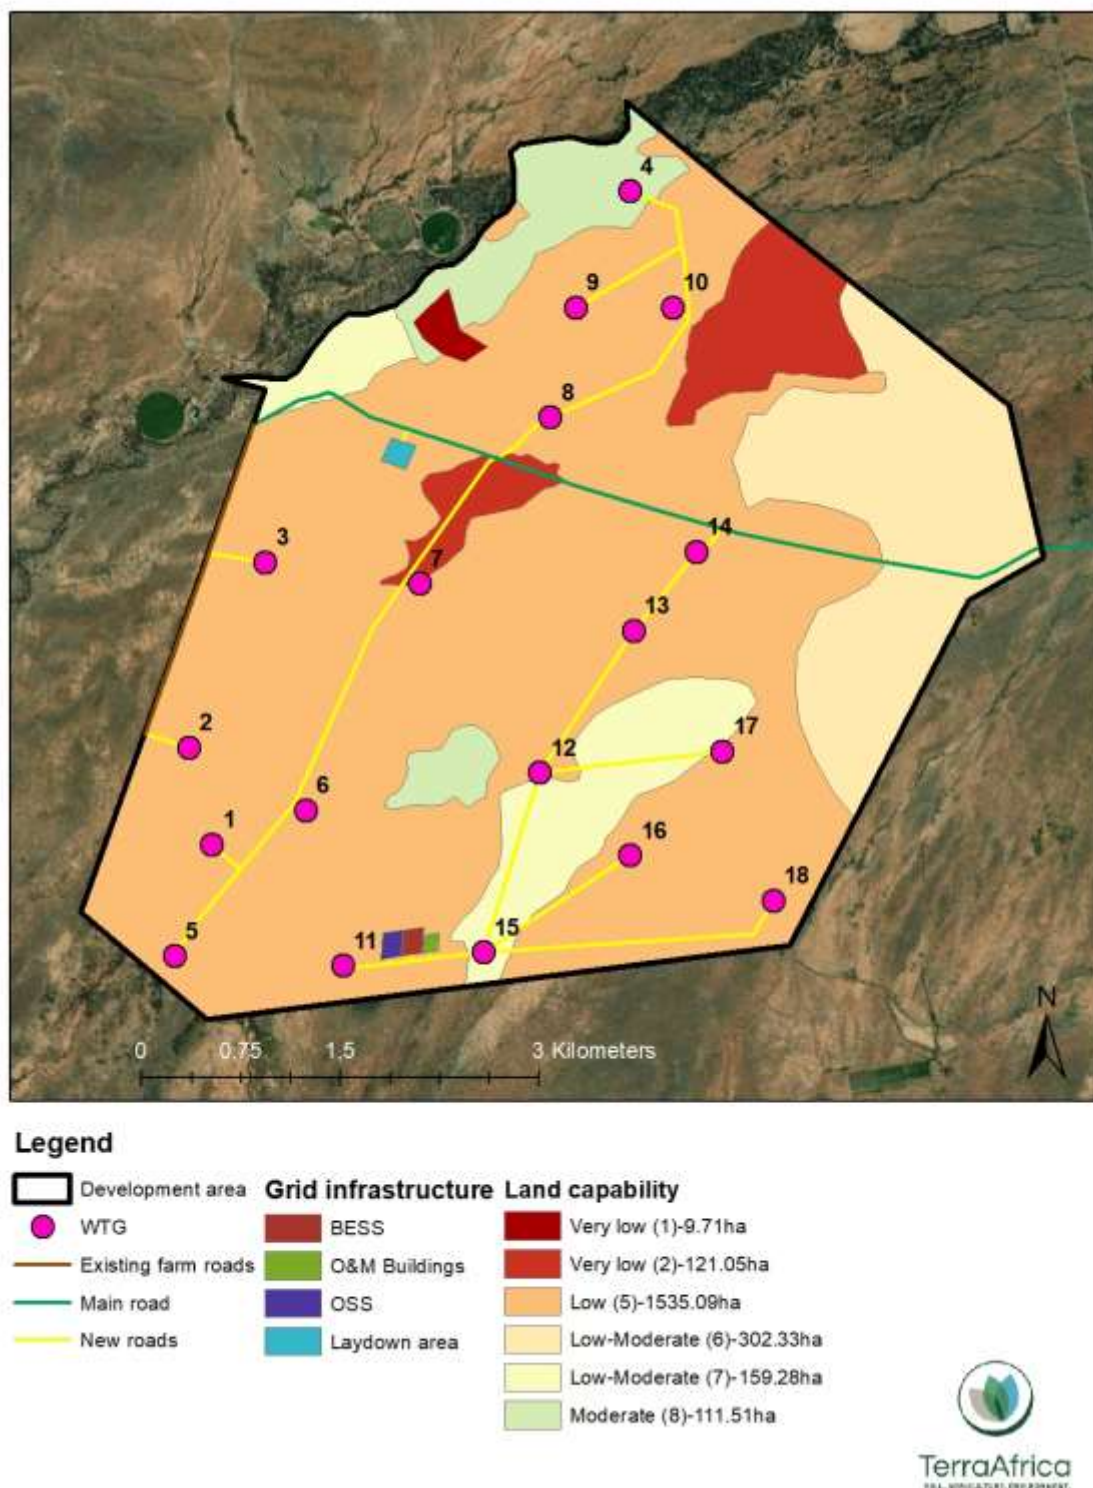 4
9
10
8
14
3
7
13
2
17
12
6
1
16
18
5
11
15
N
0 0.75 1.5 3 Kilometers
Legend
Development area
WTG
Existing farm roads
Main road
New roads
Grid infrastructure
BESS
O&M Buildings
OSS
Laydown area
Land capability
Very low (1)-9.71ha
Very low (2)-121.05ha
Low (5)-1535.09ha
Low-Moderate (6)-302.33ha
Low-Moderate (7)-159.28ha
Moderate (8)-111.51ha
TerraAfrica